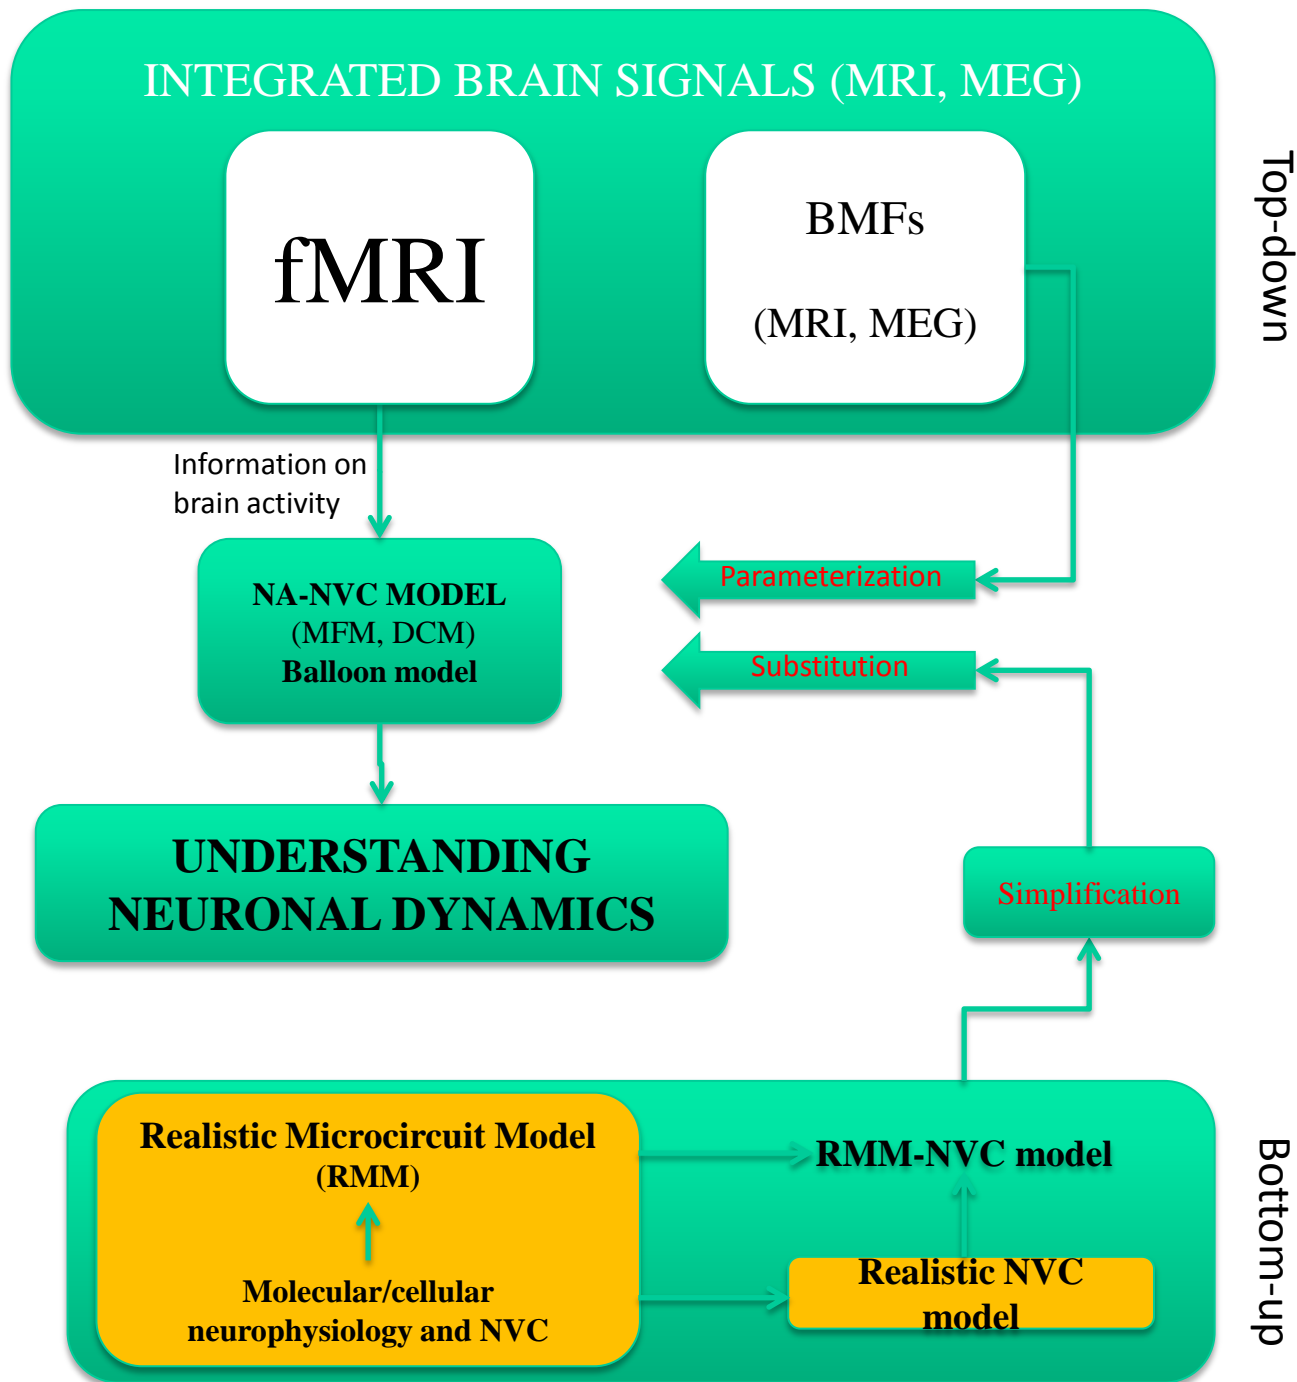 INTEGRATED BRAIN SIGNALS (MRI, MEG)
fMRI
BMFs
(MRI, MEG)
Top-down
Information on
brain activity
NA-NVC MODEL
(MFM, DCM)
Balloon model
Parameterization
Substitution
UNDERSTANDING
NEURONAL DYNAMICS
Simplification
Realistic Microcircuit Model
(RMM)
Molecular/cellular
neurophysiology and NVC
RMM-NVC model
Realistic NVC
model
Bottom-up